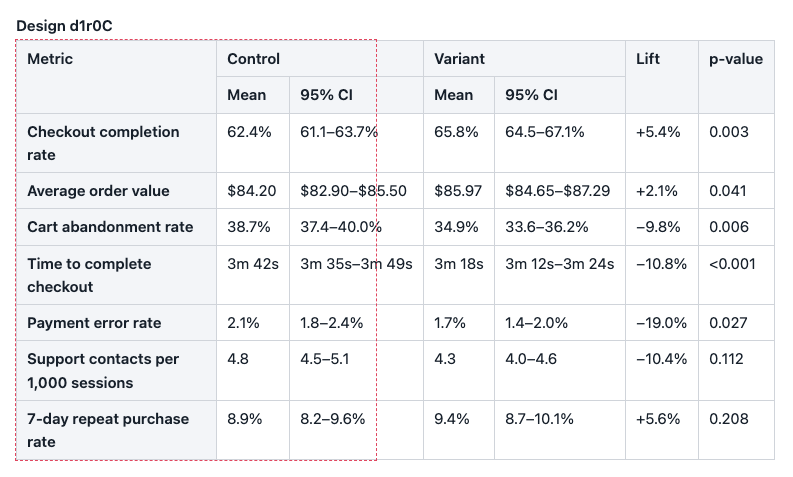 Design d1r0C
Metric Control Variant Lift p-value
Mean 95% CI Mean 95% CI
Checkout completion 62.4% 61.1–63.7% 65.8% 64.5–67.1% +5.4% 0.003
rate
Average order value $84.20 $82.90–$85.50 $85.97 $84.65–$87.29 +2.1% 0.041
Cart abandonment rate 38.7% 37.4–40.0% 34.9% 33.6–36.2% –9.8% 0.006
Time to complete 3m 42s 3m 35s–3m 49s 3m 18s 3m 12s–3m 24s –10.8% <0.001
checkout
Payment error rate 2.1% 1.8–2.4% 1.7% 1.4–2.0% –19.0% 0.027
Support contacts per 4.8 4.5–5.1 4.3 4.0–4.6 –10.4% 0.112
1,000 sessions
7-day repeat purchase 8.9% 8.2–9.6% 9.4% 8.7–10.1% +5.6% 0.208
rate